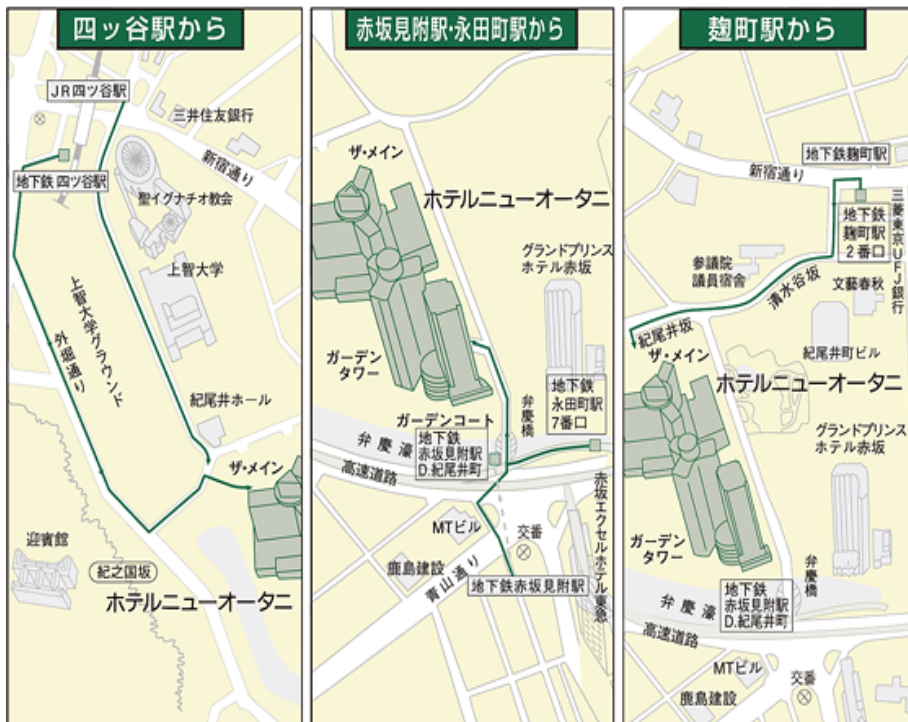 四ッ谷駅から
JR四ツ谷駅
三井住友銀行
新宿通り
地下鉄 四ツ谷駅
聖イグナチオ教会
上智大学
上智大学グラウンド
外堀通り
紀尾井ホール
ザ・メイン
迎賓館
紀之国坂
ホテルニューオータニ
赤坂見附駅・永田町駅から
ザ・メイン
ホテルニューオータニ
グランドプリンス
ホテル赤坂
ガーデン
タワー
地下鉄
永田町駅
7番口
弁慶橋
ガーデンコート
地下鉄
赤坂見附駅
D.紀尾井町
弁慶濠
高速道路
赤坂エクセルホテル東急
MTビル
交番
鹿島建設
青山通り
地下鉄赤坂見附駅
麹町駅から
地下鉄麹町駅
新宿通り
地下鉄
麹町駅
2番口
三菱東京UFJ銀行
参議院
議員宿舎
清水谷坂
文藝春秋
紀尾井坂
ザ・メイン
紀尾井町ビル
ホテルニューオータニ
グランドプリンス
ホテル赤坂
ガーデン
タワー
弁慶橋
地下鉄
赤坂見附駅
D.紀尾井町
弁慶濠
高速道路
MTビル
交番
鹿島建設